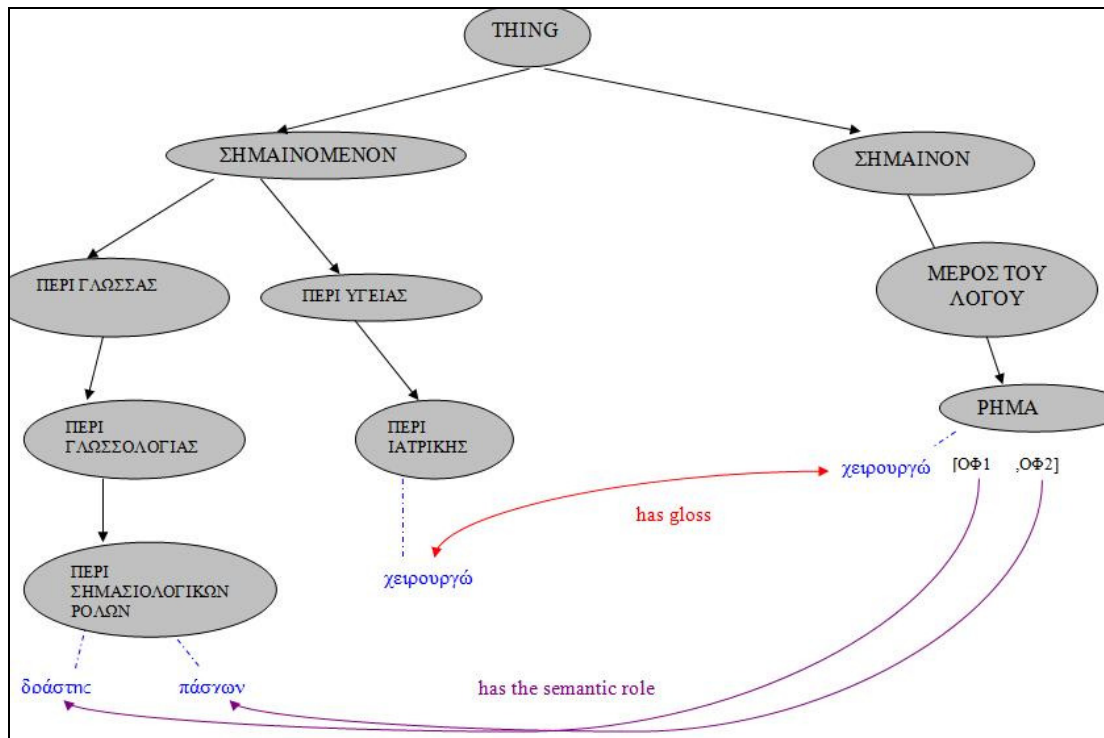 THING
ΣΗΜΑΙΝΟΜΕΝΟΝ
ΣΗΜΑΙΝΟΝ
ΠΕΡΙ ΓΛΩΣΣΑΣ
ΠΕΡΙ ΥΓΕΙΑΣ
ΜΕΡΟΣ ΤΟΥ
ΛΟΓΟΥ
ΠΕΡΙ
ΓΛΩΣΣΟΛΟΓΙΑΣ
ΠΕΡΙ
ΙΑΤΡΙΚΗΣ
ΡΗΜΑ
χειρουργώ [ΟΦ1 ,ΟΦ2]
has gloss
χειρουργώ
ΠΕΡΙ
ΣΗΜΑΣΙΟΛΟΓΙΚΩΝ
ΡΟΛΩΝ
δράστης
πάσχων
has the semantic role